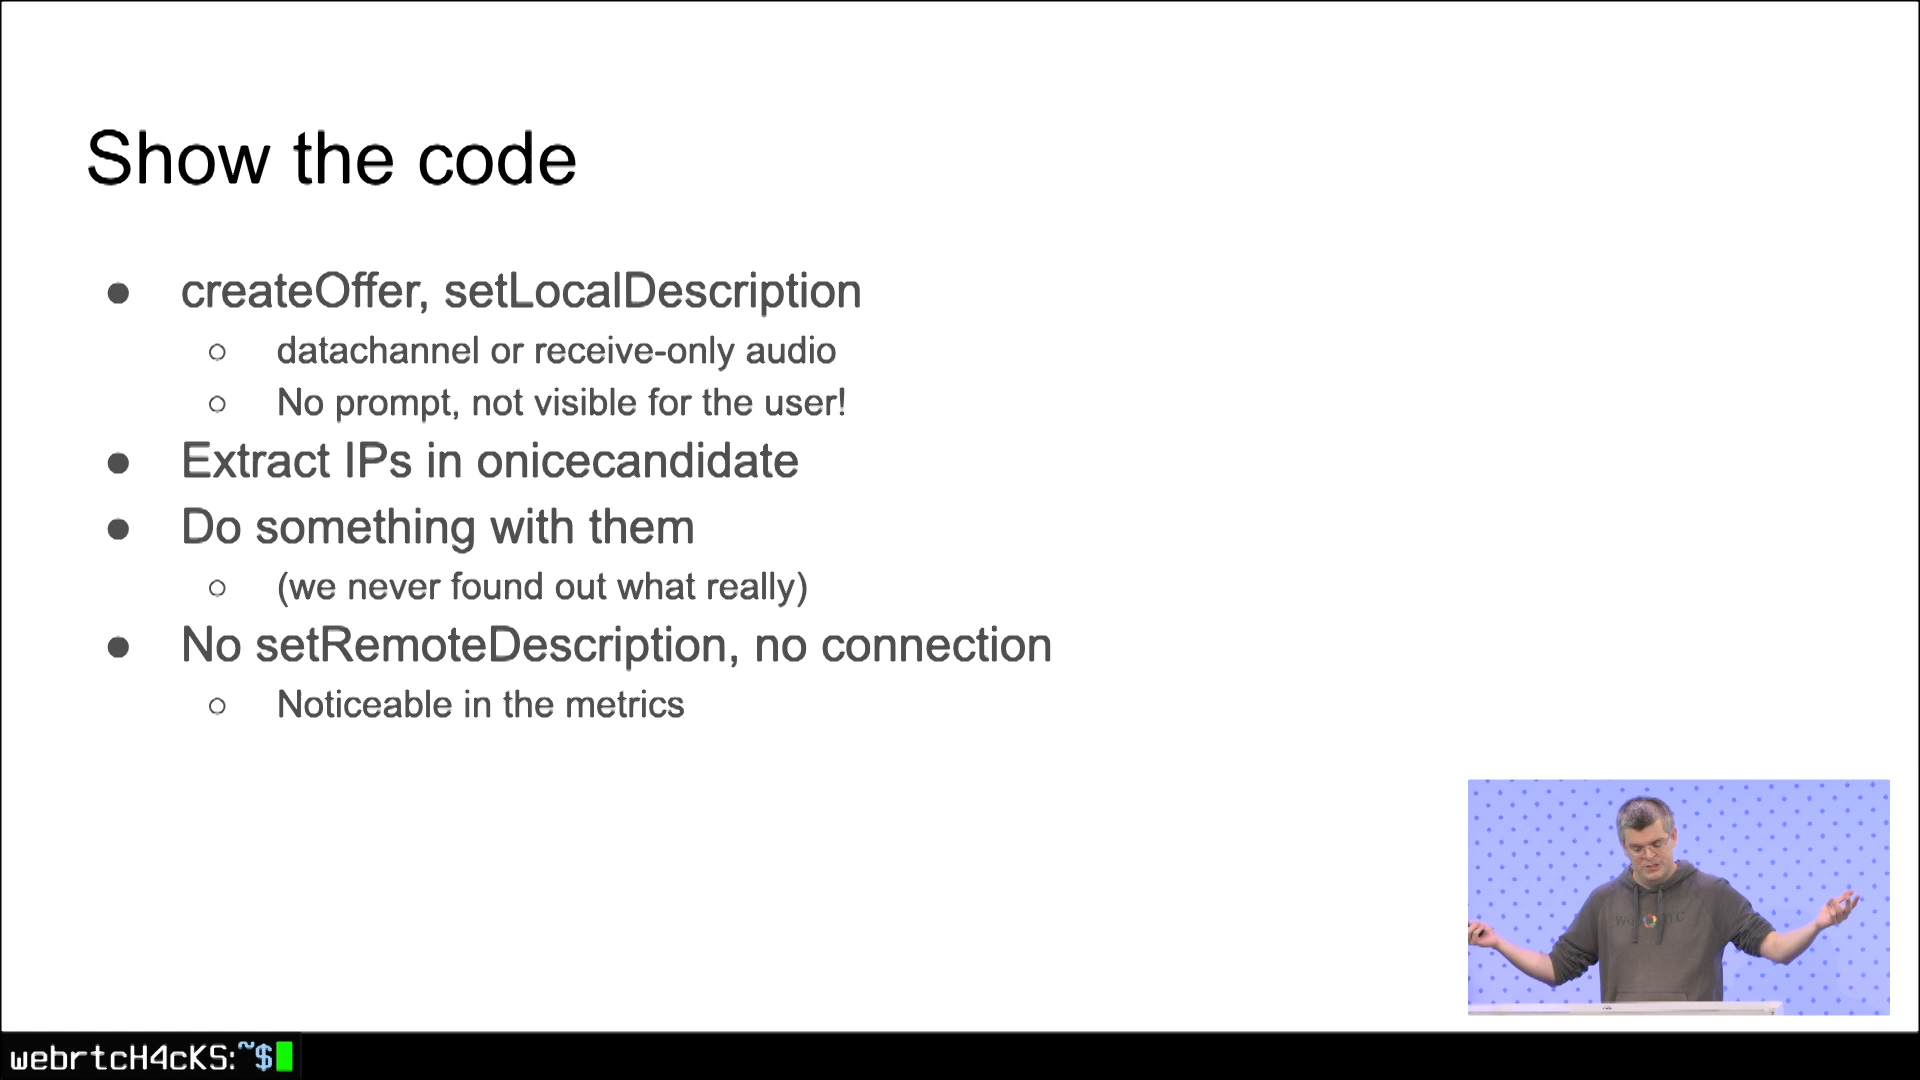 Show the code
● createOffer, setLocalDescription
○ datachannel or receive-only audio
○ No prompt, not visible for the user!
● Extract IPs in onicecandidate
● Do something with them
○ (we never found out what really)
● No setRemoteDescription, no connection
○ Noticeable in the metrics
webrtcH4cKS:~$